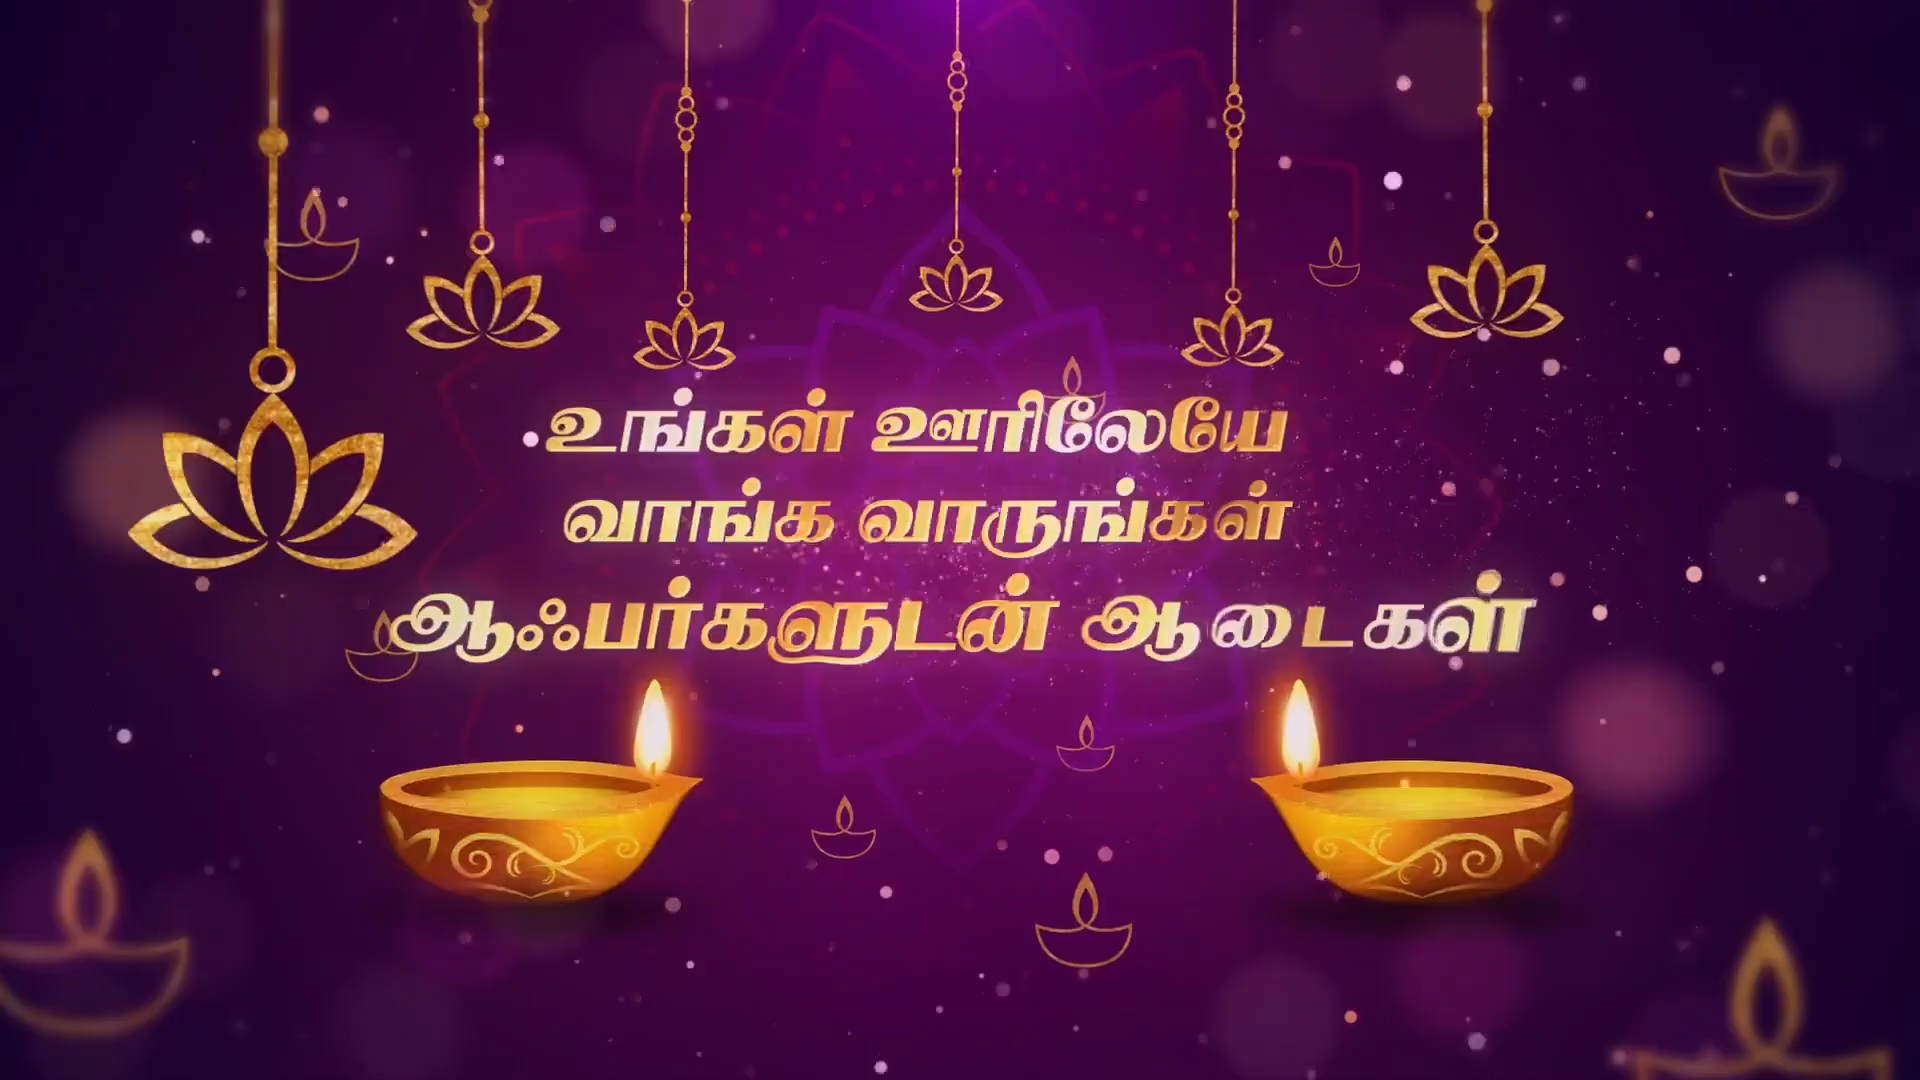 உங்கள் ஊரிலேயே
வாங்க வாருங்கள்
ஆஃபர்களுடன் ஆடைகள்